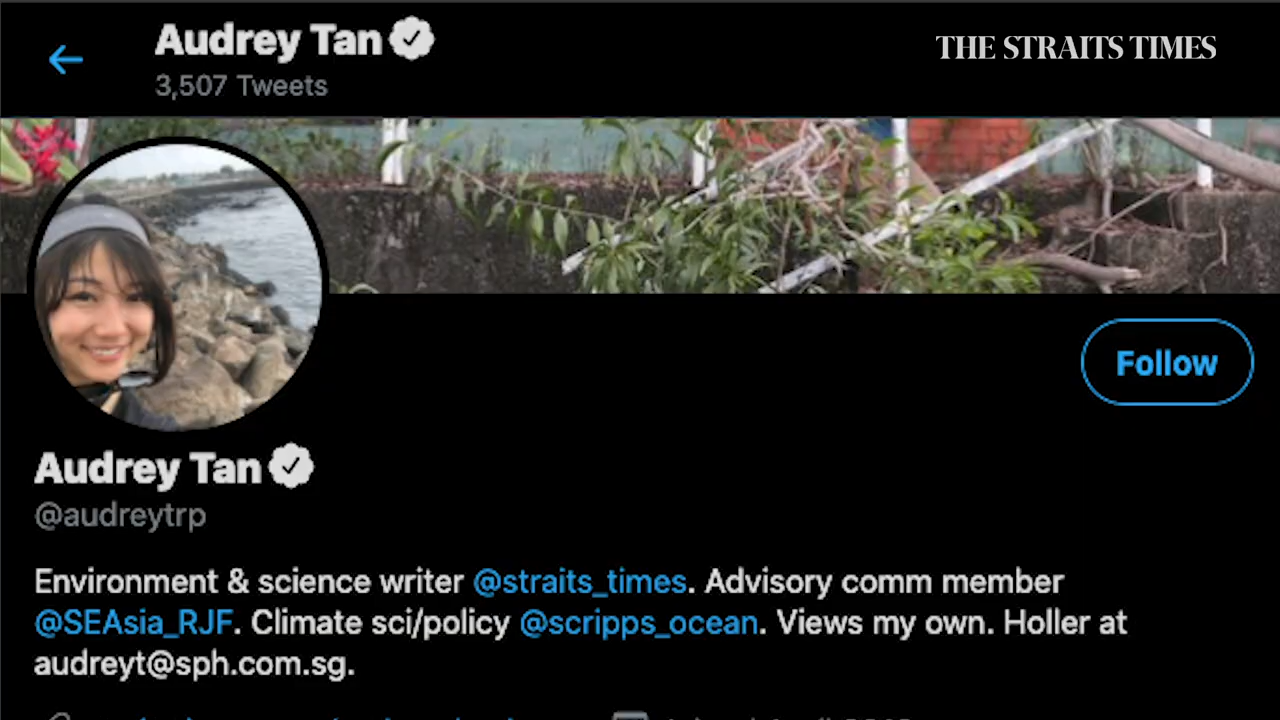 Audrey Tan
THE STRAITS TIMES
3,507 Tweets
Follow
Audrey Tan
@audreytrp
Environment & science writer @straits_times. Advisory comm member
@SEAsia_RJF. Climate sci/policy @scripps_ocean. Views my own. Holler at
audreyt@sph.com.sg.